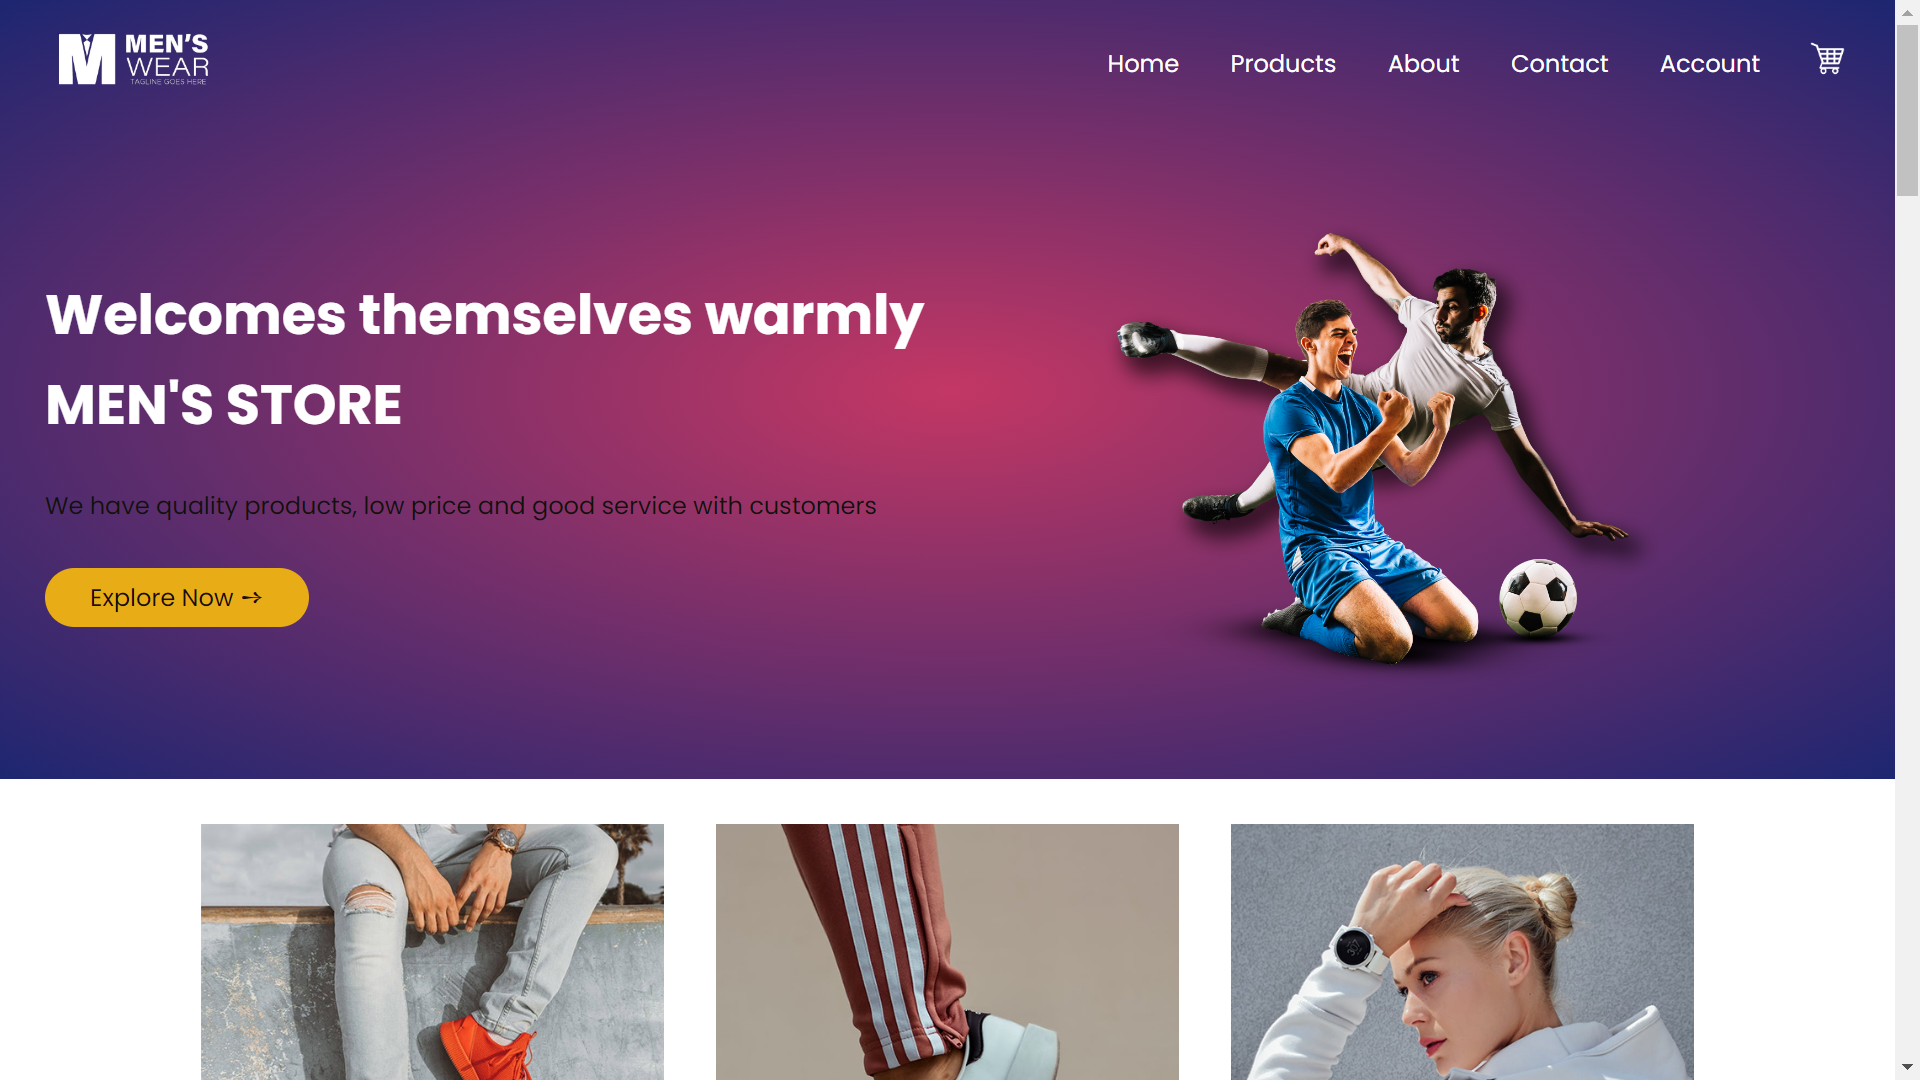 MEN'S
WEAR
TAGLINE GOES HERE
Home Products About Contact Account
Welcomes themselves warmly
MEN'S STORE
We have quality products, low price and good service with customers
Explore Now ➙